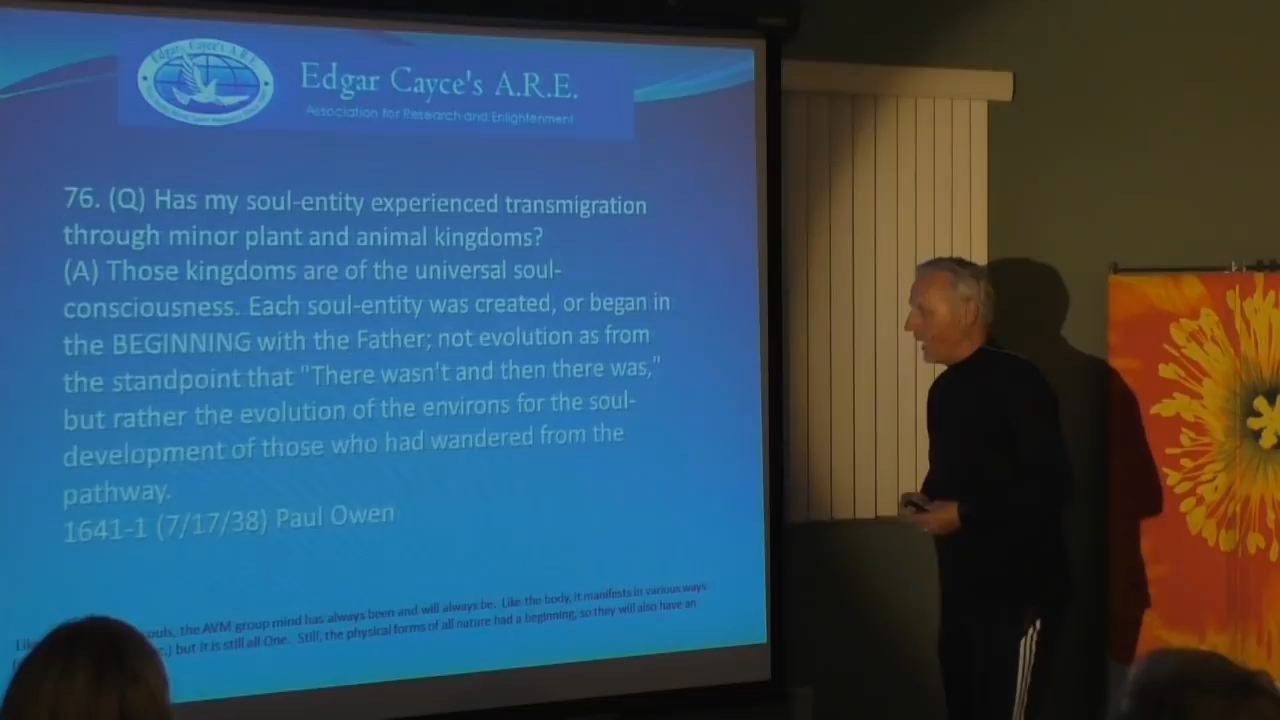 Edgar Cayce's A.R.E.
Edgar Cayce's A.R.E.
Association for Research and Enlightenment
76. (Q) Has my soul-entity experienced transmigration
through minor plant and animal kingdoms?
(A) Those kingdoms are of the universal soul-
consciousness. Each soul-entity was created, or began in
the BEGINNING with the Father; not evolution as from
the standpoint that "There wasn't and then there was,"
but rather the evolution of the environs for the soul-
development of those who had wandered from the
pathway.
1641-1 (7/17/38) Paul Owen
the AVM group mind has always been and will always be. Like the body, it manifests in various ways
but it is still all One. Still, the physical forms of all nature had a beginning, so they will also have an